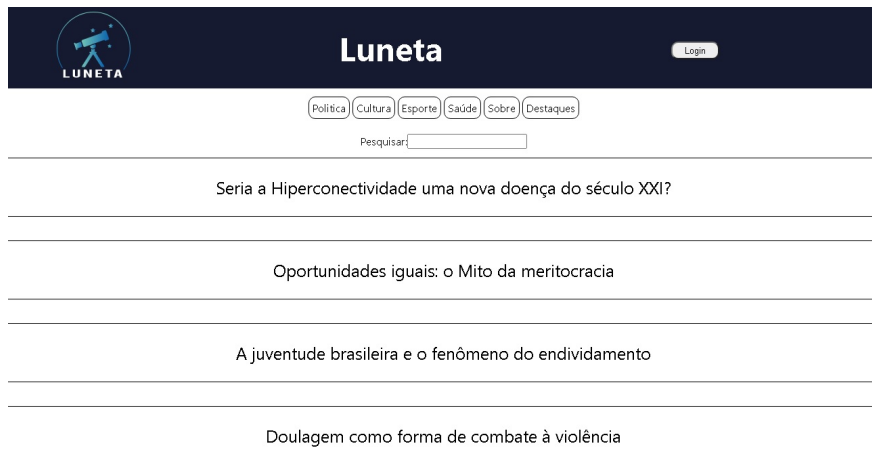 LUNETA
Luneta
Login
Politica Cultura Esporte Saúde Sobre Destaques
Pesquisar:
Seria a Hiperconectividade uma nova doença do século XXI?
Oportunidades iguais: o Mito da meritocracia
A juventude brasileira e o fenômeno do endividamento
Doulagem como forma de combate à violência